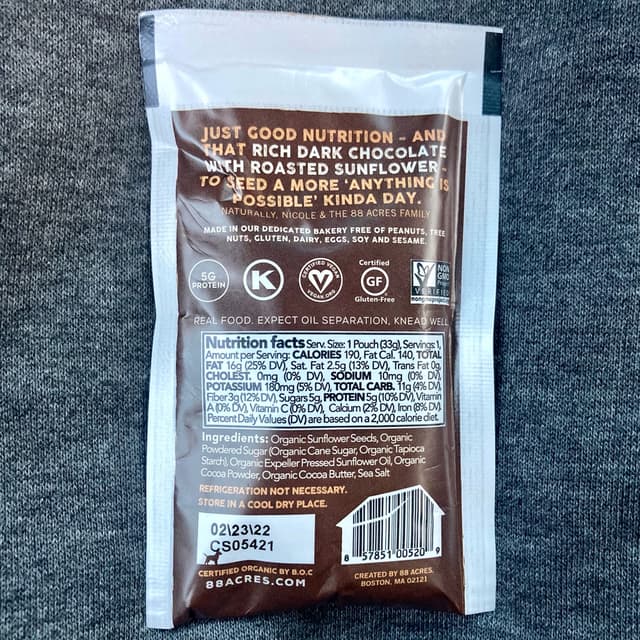 JUST GOOD NUTRITION - AND
THAT RICH DARK CHOCOLATE
WITH ROASTED SUNFLOWER -
TO SEED A MORE 'ANYTHING IS
POSSIBLE' KINDA DAY.
NATURALLY, NICOLE & THE 88 ACRES FAMILY
MADE IN OUR DEDICATED BAKERY FREE OF PEANUTS, TREE
NUTS, GLUTEN, DAIRY, EGGS, SOY AND SESAME.
5G
PROTEIN
K
CERTIFIED VEGAN
V
VEGAN.ORG
Certified
GF
Gluten-Free
NON
GMO
Project
VERIFIED
nongmoproject.org
REAL FOOD. EXPECT OIL SEPARATION, KNEAD WELL
Nutrition facts Serv. Size: 1 Pouch (33g), Servings: 1,
Amount per Serving: CALORIES 190, Fat Cal. 140, TOTAL
FAT 16g (25% DV), Sat. Fat 2.5g (13% DV), Trans Fat 0g,
CHOLEST. 0mg (0% DV), SODIUM 10mg (0% DV),
POTASSIUM 180mg (5% DV), TOTAL CARB. 11g (4% DV),
Fiber 3g (12% DV), Sugars 5g, PROTEIN 5g (10% DV), Vitamin
A (0% DV), Vitamin C (0% DV), Calcium (2% DV), Iron (8% DV).
Percent Daily Values (DV) are based on a 2,000 calorie diet.
Ingredients: Organic Sunflower Seeds, Organic
Powdered Sugar (Organic Cane Sugar, Organic Tapioca
Starch), Organic Expeller Pressed Sunflower Oil, Organic
Cocoa Powder, Organic Cocoa Butter, Sea Salt
REFRIGERATION NOT NECESSARY.
STORE IN A COOL DRY PLACE.
02\23\22
CS05421
8 57851 00520 9
CERTIFIED ORGANIC BY B.O.C
88ACRES.COM
CREATED BY 88 ACRES,
BOSTON, MA 02121